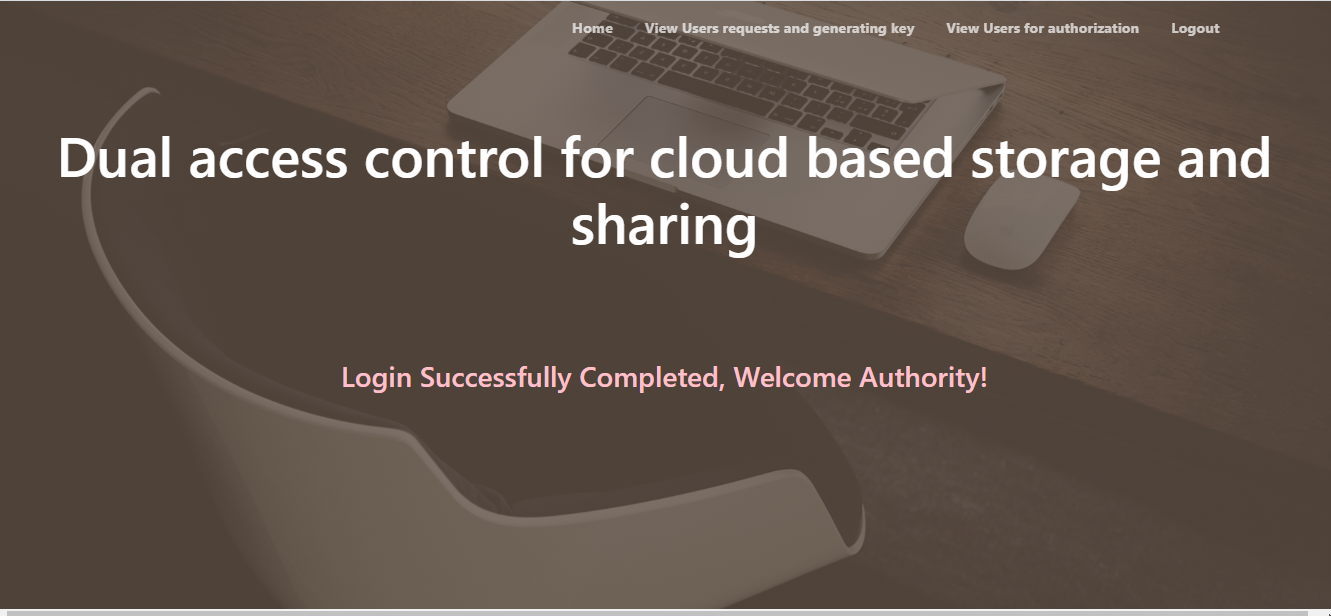 Home View Users requests and generating key View Users for authorization Logout
Dual access control for cloud based storage and
sharing
Login Successfully Completed, Welcome Authority!